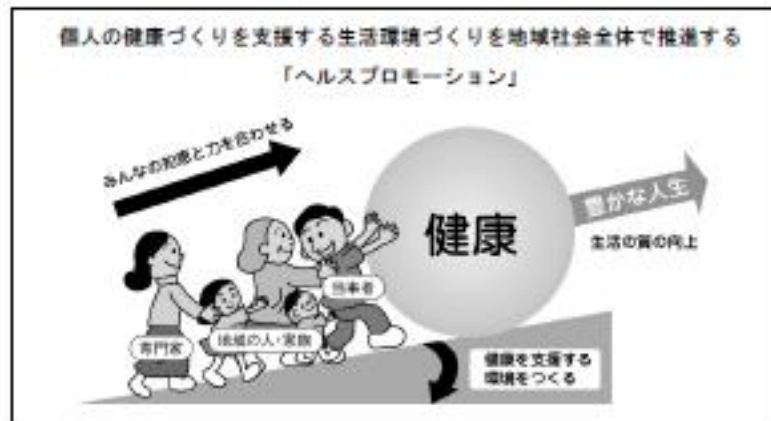 個人の健康づくりを支援する生活環境づくりを地域社会全体で推進する
「ヘルスプロモーション」
みんなの知恵と力を合わせる
健康
豊かな人生
生活の質の向上
当事者
地域の人・家族
専門家
健康を支援する
環境をつくる